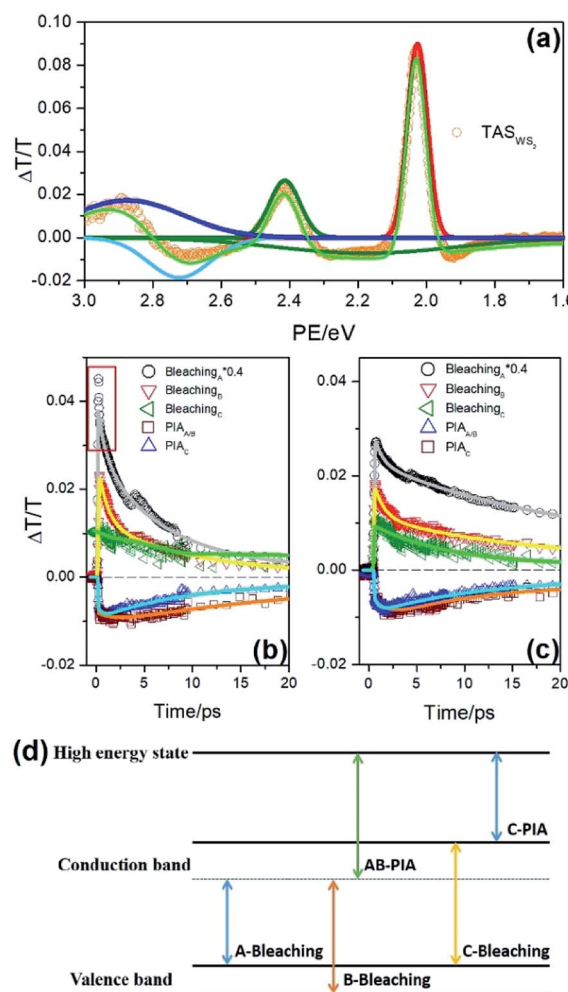 (a)
0.10
0.08
0.06
0.04
0.02
0.00
-0.02
ΔT/T
TAS_WS₂
3.0 2.8 2.6 2.4 2.2 2.0 1.8 1.6
PE/eV
(b)
0.04
0.02
0.00
-0.02
ΔT/T
Bleaching_A*0.4
Bleaching_B
Bleaching_C
PIA_A/B
PIA_C
0 5 10 15 20
Time/ps
(c)
0.04
0.02
0.00
-0.02
Bleaching_A*0.4
Bleaching_B
Bleaching_C
PIA_A/B
PIA_C
0 5 10 15 20
Time/ps
(d)
High energy state
C-PIA
Conduction band
AB-PIA
A-Bleaching
C-Bleaching
Valence band
B-Bleaching